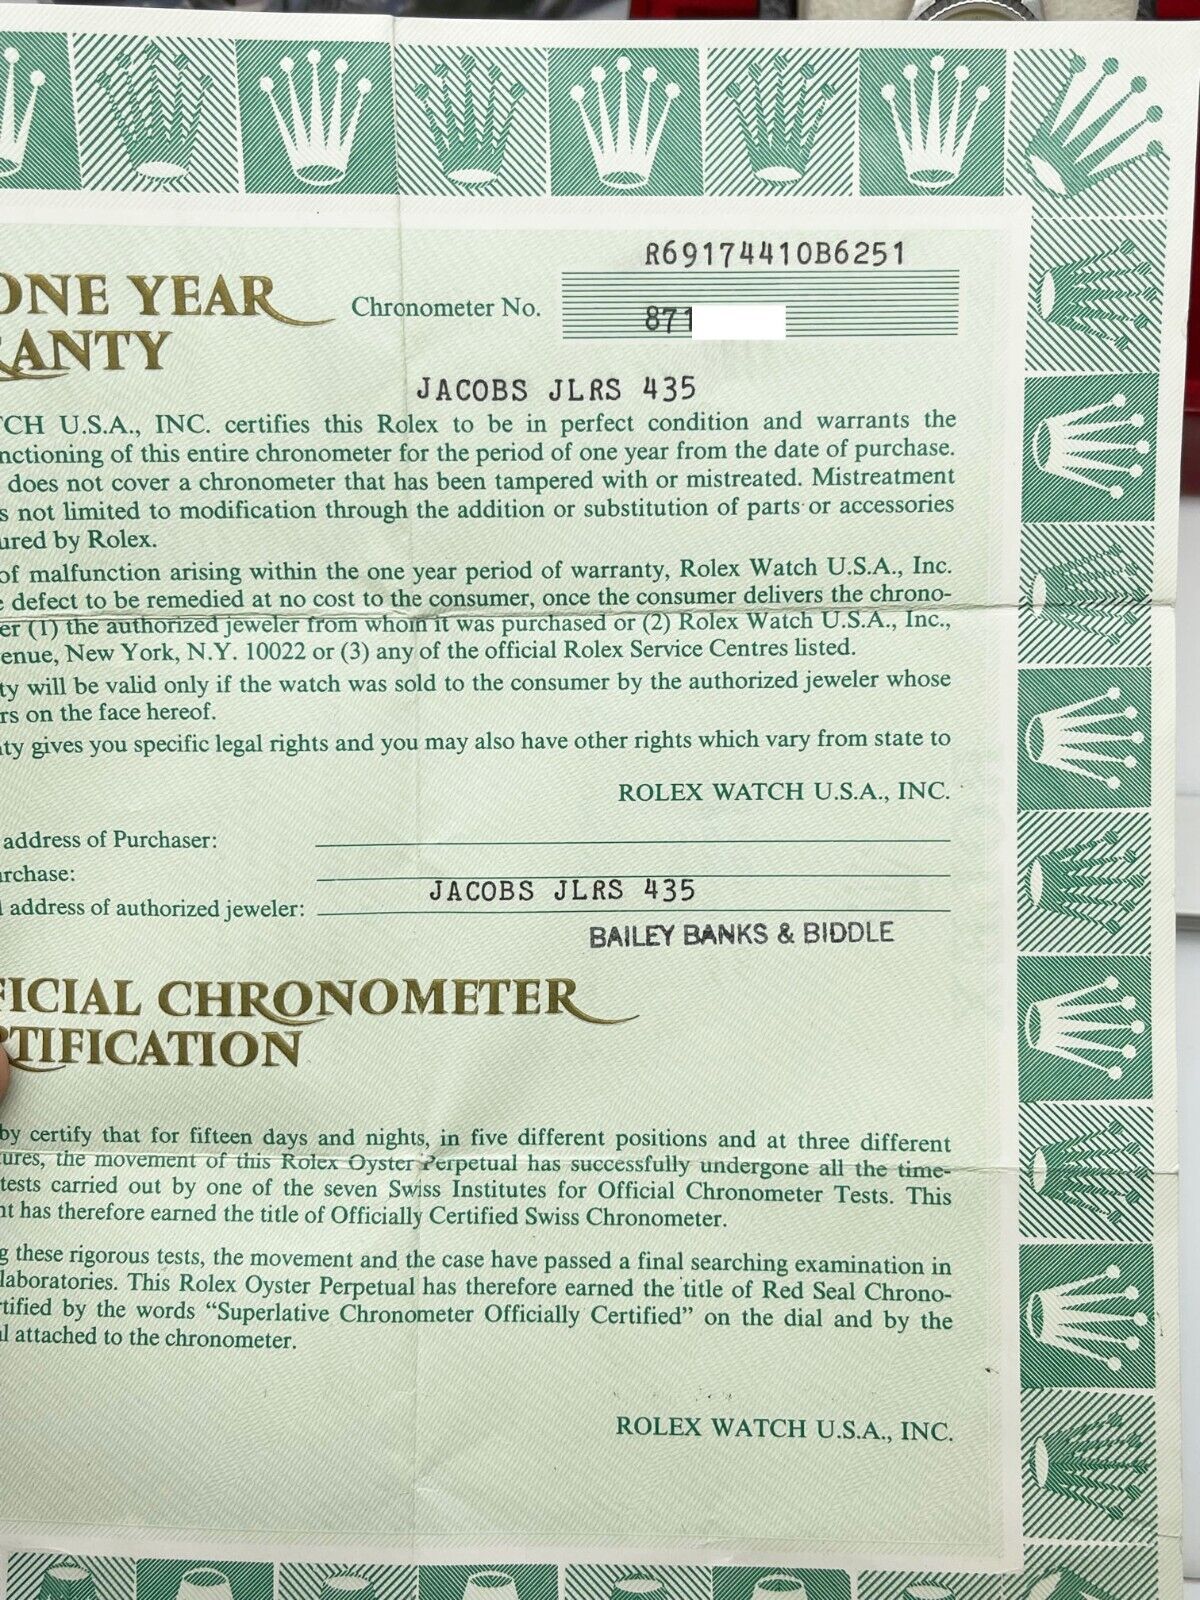 R69174410B6251
ONE YEAR
Chronometer No.
871
RANTY
JACOBS JLRS 435
TCH U.S.A., INC. certifies this Rolex to be in perfect condition and warrants the
nctioning of this entire chronometer for the period of one year from the date of purchase.
does not cover a chronometer that has been tampered with or mistreated. Mistreatment
s not limited to modification through the addition or substitution of parts or accessories
ured by Rolex.
of malfunction arising within the one year period of warranty, Rolex Watch U.S.A., Inc.
e defect to be remedied at no cost to the consumer, once the consumer delivers the chrono-
er (1) the authorized jeweler from whom it was purchased or (2) Rolex Watch U.S.A., Inc.,
enue, New York, N.Y. 10022 or (3) any of the official Rolex Service Centres listed.
ty will be valid only if the watch was sold to the consumer by the authorized jeweler whose
rs on the face hereof.
nty gives you specific legal rights and you may also have other rights which vary from state to
ROLEX WATCH U.S.A., INC.
address of Purchaser:
rchase:
JACOBS JLRS 435
l address of authorized jeweler:
BAILEY BANKS & BIDDLE
FICIAL CHRONOMETER
RTIFICATION
by certify that for fifteen days and nights, in five different positions and at three different
tures, the movement of this Rolex Oyster Perpetual has successfully undergone all the time-
tests carried out by one of the seven Swiss Institutes for Official Chronometer Tests. This
nt has therefore earned the title of Officially Certified Swiss Chronometer.
g these rigorous tests, the movement and the case have passed a final searching examination in
laboratories. This Rolex Oyster Perpetual has therefore earned the title of Red Seal Chrono-
rtified by the words “Superlative Chronometer Officially Certified” on the dial and by the
l attached to the chronometer.
ROLEX WATCH U.S.A., INC.